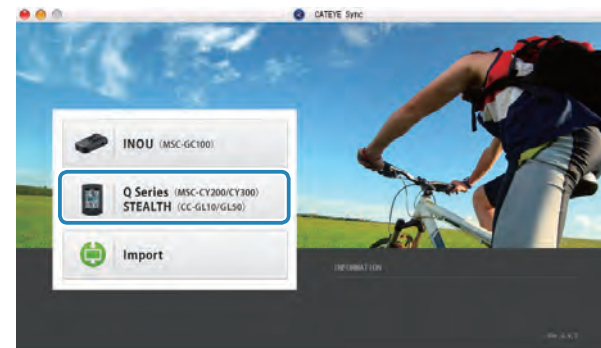 CATEYE Sync
INOU (MSC-GC100)
Q Series (MSC-CY200/CY300)
STEALTH (CC-GL10/GL50)
Import
INFORMATION